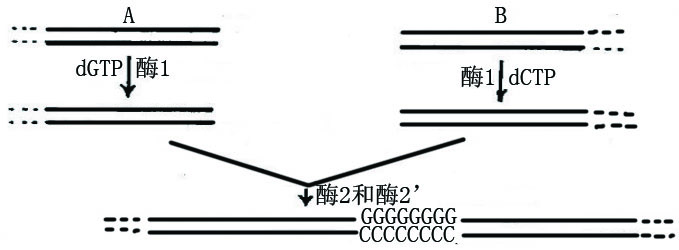 A B
dGTP 酶1 酶1 dCTP
酶2和酶2'
GGGGGGGG
CCCCCCCC